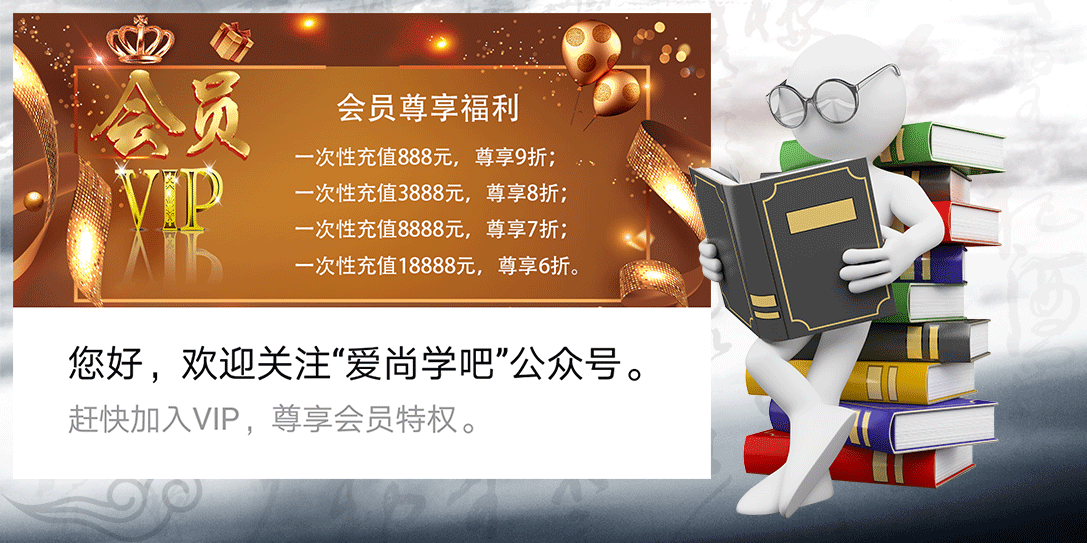 会员
VIP
会员尊享福利
一次性充值888元，尊享9折；
一次性充值3888元，尊享8折；
一次性充值8888元，尊享7折；
一次性充值18888元，尊享6折。
您好，欢迎关注“爱尚学吧”公众号。
赶快加入VIP，尊享会员特权。